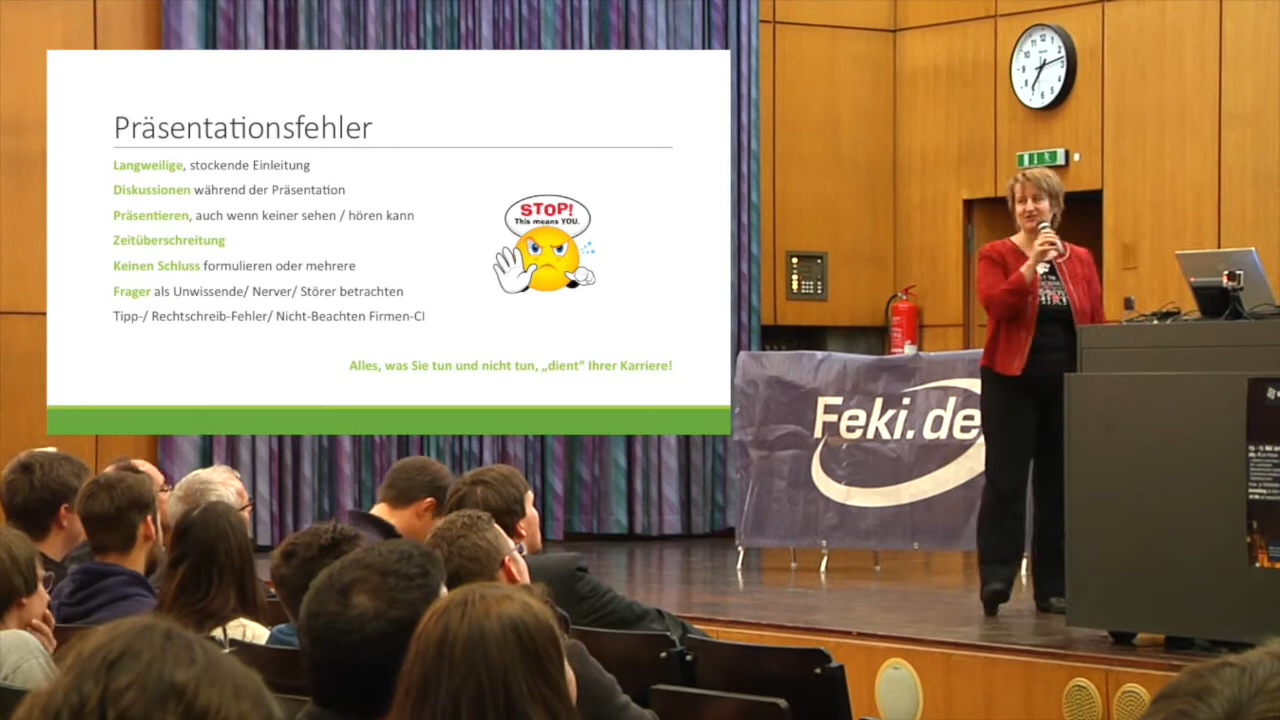 Präsentationsfehler
Langweilige, stockende Einleitung
Diskussionen während der Präsentation
Präsentieren, auch wenn keiner sehen / hören kann
Zeitüberschreitung
Keinen Schluss formulieren oder mehrere
Frager als Unwissende/ Nerver/ Störer betrachten
Tipp-/ Rechtschreib-Fehler/ Nicht-Beachten Firmen-CI
STOP!
This means YOU.
Alles, was Sie tun und nicht tun, „dient“ Ihrer Karriere!
Feki.de